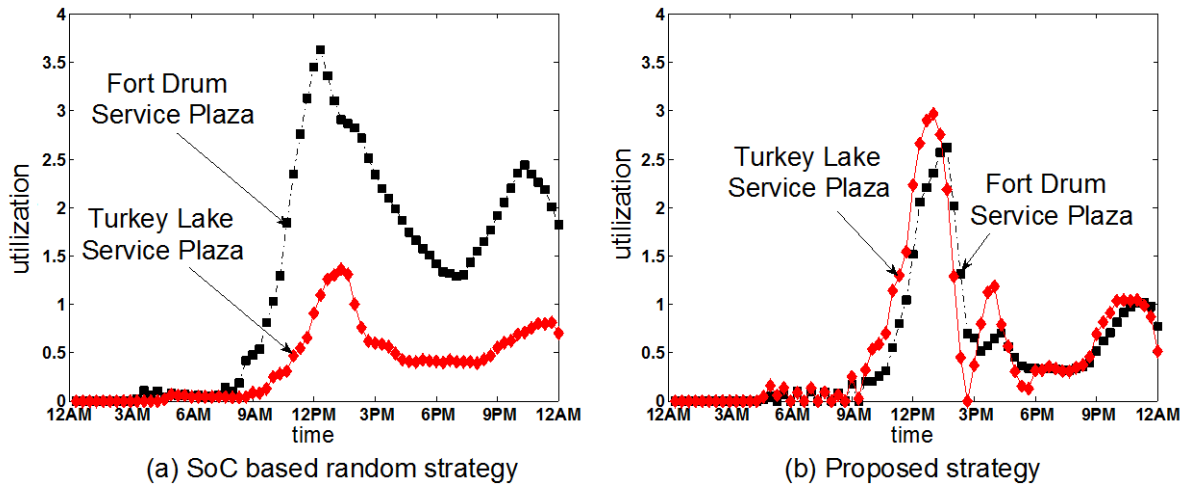 4
3.5
3
2.5
2
1.5
1
0.5
0
utilization
Fort Drum
Service Plaza
Turkey Lake
Service Plaza
12AM 3AM 6AM 9AM 12PM 3PM 6PM 9PM 12AM
time
(a) SoC based random strategy
4
3.5
3
2.5
2
1.5
1
0.5
0
utilization
Turkey Lake
Service Plaza
Fort Drum
Service Plaza
12AM 3AM 6AM 9AM 12PM 3PM 6PM 9PM 12AM
time
(b) Proposed strategy